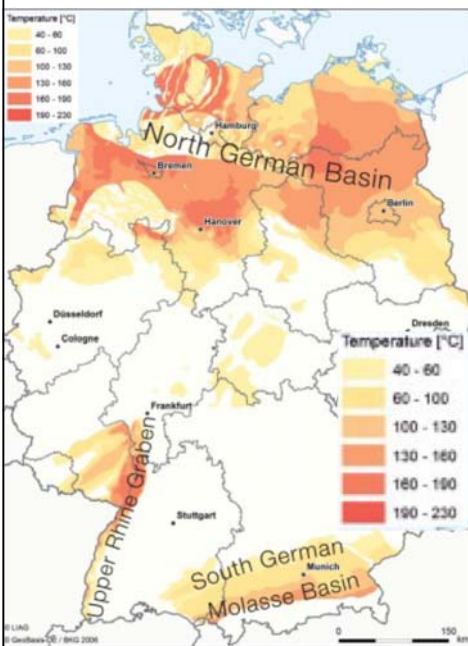 Temperature [°C]
40 - 60
60 - 100
100 - 130
130 - 160
160 - 190
190 - 230
Hamburg
North German Basin
Bremen
Hanover
Berlin
Düsseldorf
Cologne
Dresden
Temperature [°C]
40 - 60
60 - 100
100 - 130
130 - 160
160 - 190
190 - 230
Frankfurt
Upper Rhine Graben
Stuttgart
South German
Munich
Molasse Basin
© LIAG
© GeoBasis-DE / BKG 2006
0 150
km